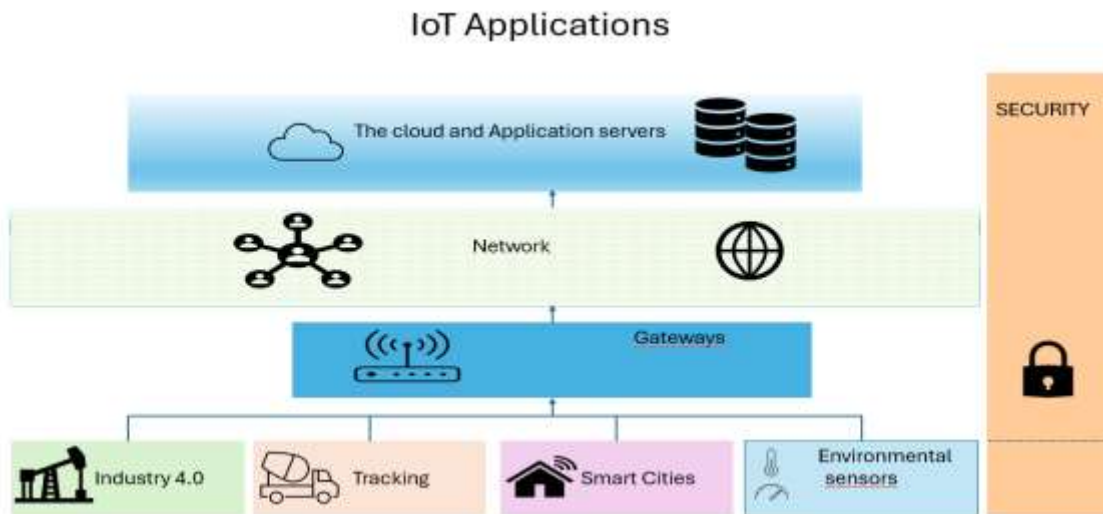 IoT Applications
The cloud and Application servers
SECURITY
Network
Gateways
Industry 4.0
Tracking
Smart Cities
Environmental
sensors